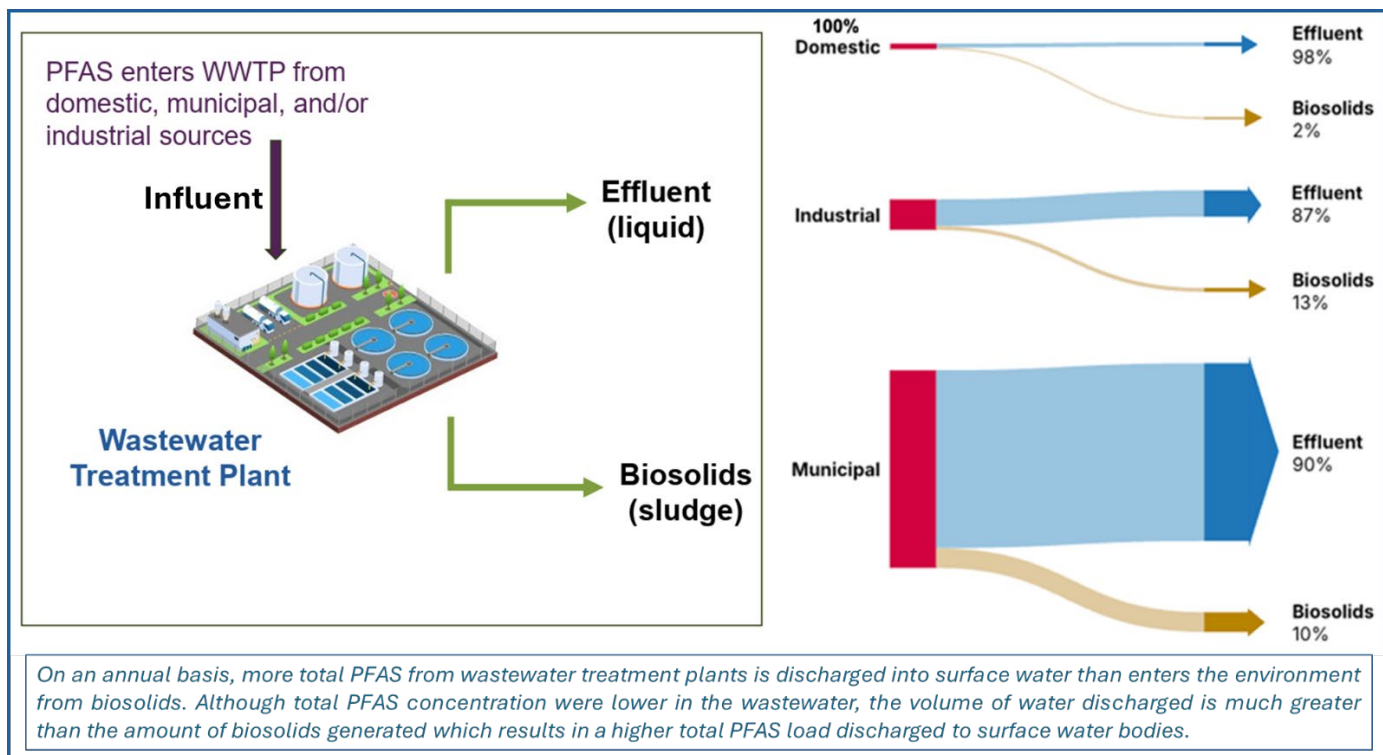 PFAS enters WWTP from
domestic, municipal, and/or
industrial sources
Influent
Effluent
(liquid)
Wastewater
Treatment Plant
Biosolids
(sludge)
100%
Domestic
Effluent
98%
Biosolids
2%
Industrial
Effluent
87%
Biosolids
13%
Municipal
Effluent
90%
Biosolids
10%
On an annual basis, more total PFAS from wastewater treatment plants is discharged into surface water than enters the environment
from biosolids. Although total PFAS concentration were lower in the wastewater, the volume of water discharged is much greater
than the amount of biosolids generated which results in a higher total PFAS load discharged to surface water bodies.